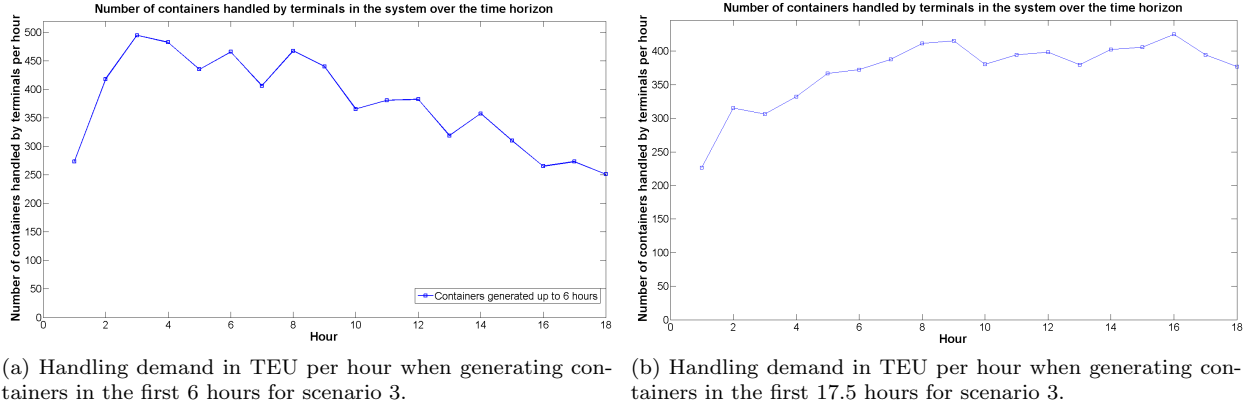 Number of containers handled by terminals in the system over the time horizon
Number of containers handled by terminals per hour
500
450
400
350
300
250
200
150
100
50
0
0 2 4 6 8 10 12 14 16 18
Hour
Containers generated up to 6 hours
(a) Handling demand in TEU per hour when generating con-
tainers in the first 6 hours for scenario 3.
Number of containers handled by terminals in the system over the time horizon
Number of containers handled by terminals per hour
400
350
300
250
200
150
100
50
0
0 2 4 6 8 10 12 14 16 18
Hour
(b) Handling demand in TEU per hour when generating con-
tainers in the first 17.5 hours for scenario 3.